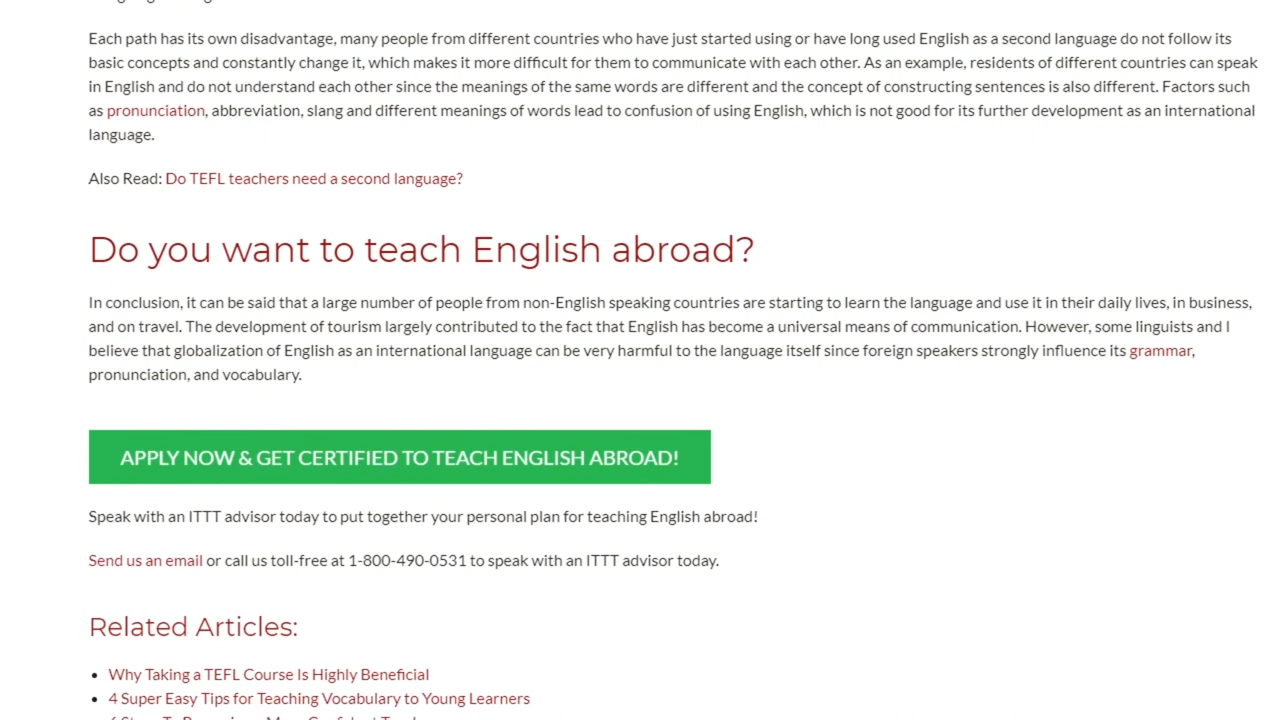 Each path has its own disadvantage, many people from different countries who have just started using or have long used English as a second language do not follow its
basic concepts and constantly change it, which makes it more difficult for them to communicate with each other. As an example, residents of different countries can speak
in English and do not understand each other since the meanings of the same words are different and the concept of constructing sentences is also different. Factors such
as pronunciation, abbreviation, slang and different meanings of words lead to confusion of using English, which is not good for its further development as an international
language.
Also Read: Do TEFL teachers need a second language?
Do you want to teach English abroad?
In conclusion, it can be said that a large number of people from non-English speaking countries are starting to learn the language and use it in their daily lives, in business,
and on travel. The development of tourism largely contributed to the fact that English has become a universal means of communication. However, some linguists and I
believe that globalization of English as an international language can be very harmful to the language itself since foreign speakers strongly influence its grammar,
pronunciation, and vocabulary.
APPLY NOW & GET CERTIFIED TO TEACH ENGLISH ABROAD!
Speak with an ITTT advisor today to put together your personal plan for teaching English abroad!
Send us an email or call us toll-free at 1-800-490-0531 to speak with an ITTT advisor today.
Related Articles:
• Why Taking a TEFL Course Is Highly Beneficial
• 4 Super Easy Tips for Teaching Vocabulary to Young Learners